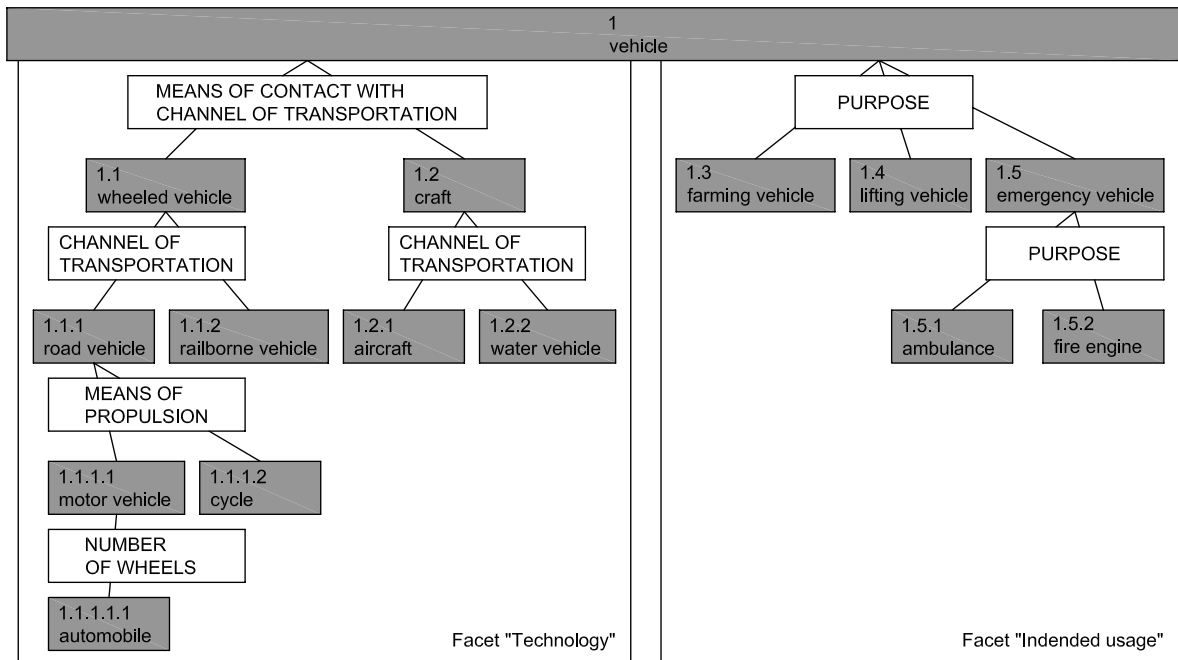 1
vehicle
MEANS OF CONTACT WITH
CHANNEL OF TRANSPORTATION
PURPOSE
1.1
wheeled vehicle
1.2
craft
1.3
farming vehicle
1.4
lifting vehicle
1.5
emergency vehicle
CHANNEL OF
TRANSPORTATION
CHANNEL OF
TRANSPORTATION
PURPOSE
1.1.1
road vehicle
1.1.2
railborne vehicle
1.2.1
aircraft
1.2.2
water vehicle
1.5.1
ambulance
1.5.2
fire engine
MEANS OF
PROPULSION
1.1.1.1
motor vehicle
1.1.1.2
cycle
NUMBER
OF WHEELS
1.1.1.1.1
automobile
Facet "Technology"
Facet "Indended usage"